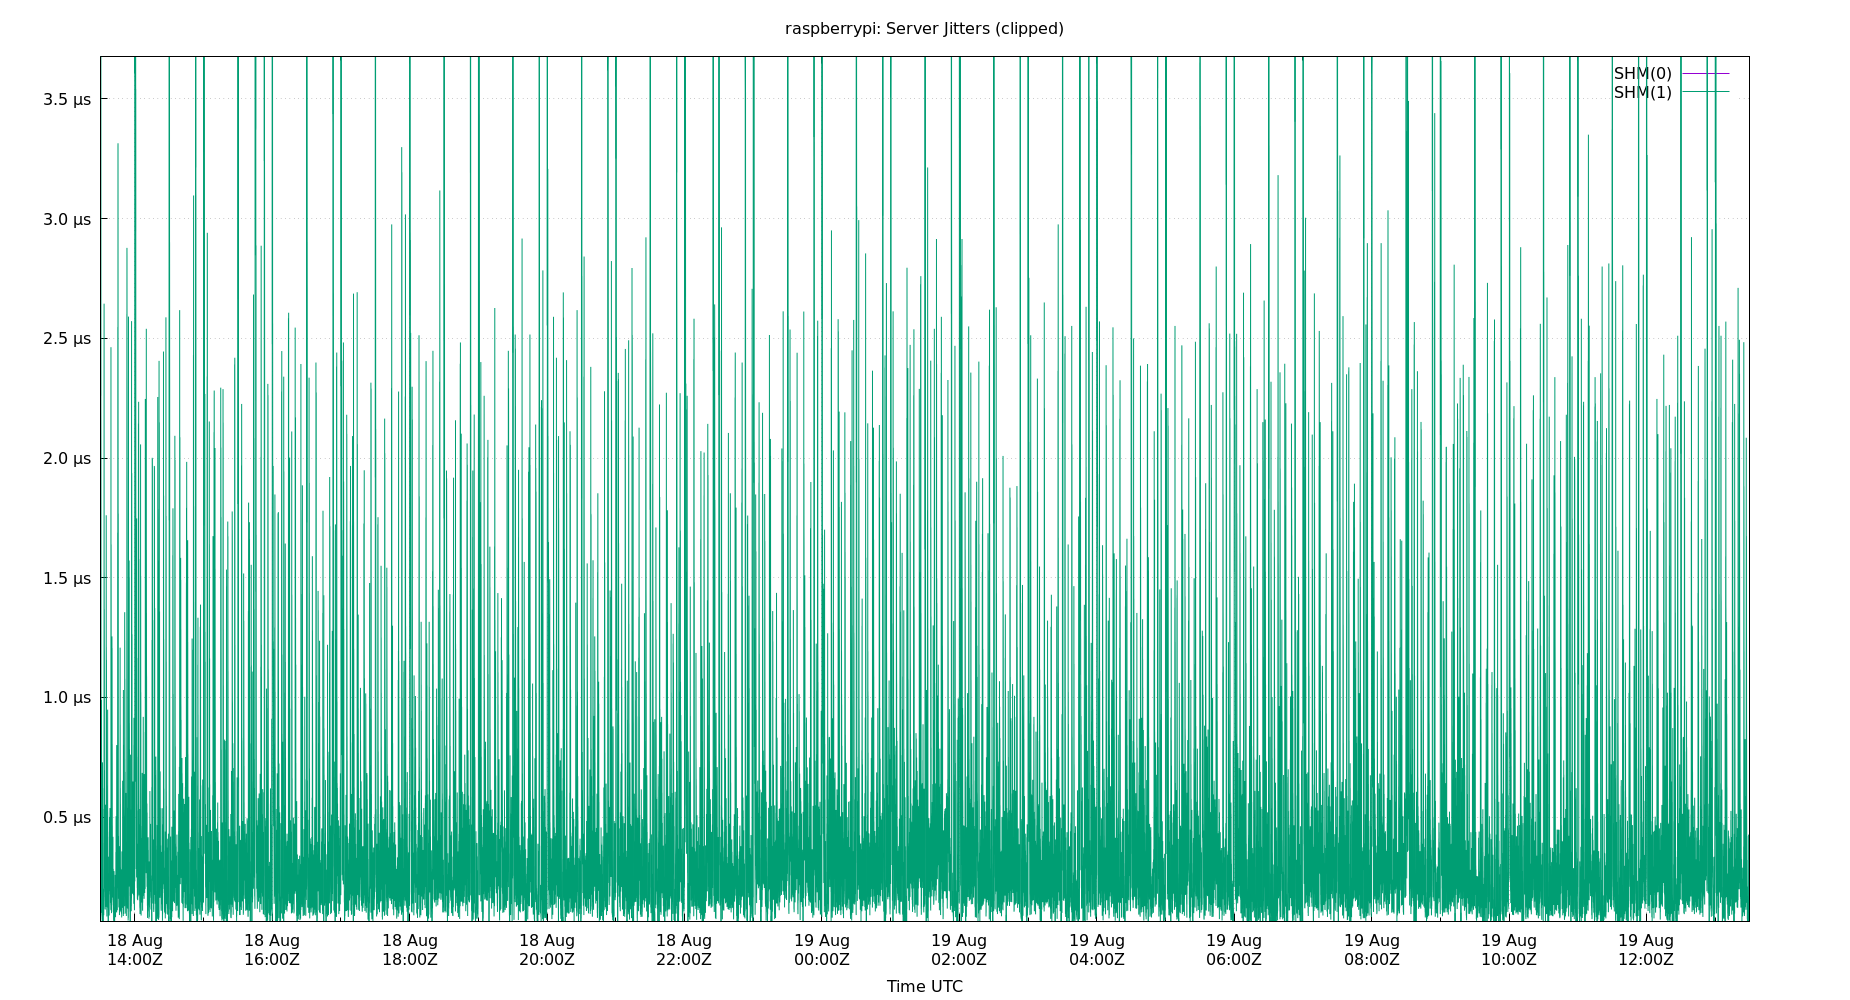 raspberrypi: Server Jitters (clipped)
SHM(0)
SHM(1)
3.5 µs
3.0 µs
2.5 µs
2.0 µs
1.5 µs
1.0 µs
0.5 µs
18 Aug 18 Aug 18 Aug 18 Aug 18 Aug 19 Aug 19 Aug 19 Aug 19 Aug 19 Aug 19 Aug 19 Aug
14:00Z 16:00Z 18:00Z 20:00Z 22:00Z 00:00Z 02:00Z 04:00Z 06:00Z 08:00Z 10:00Z 12:00Z
Time UTC